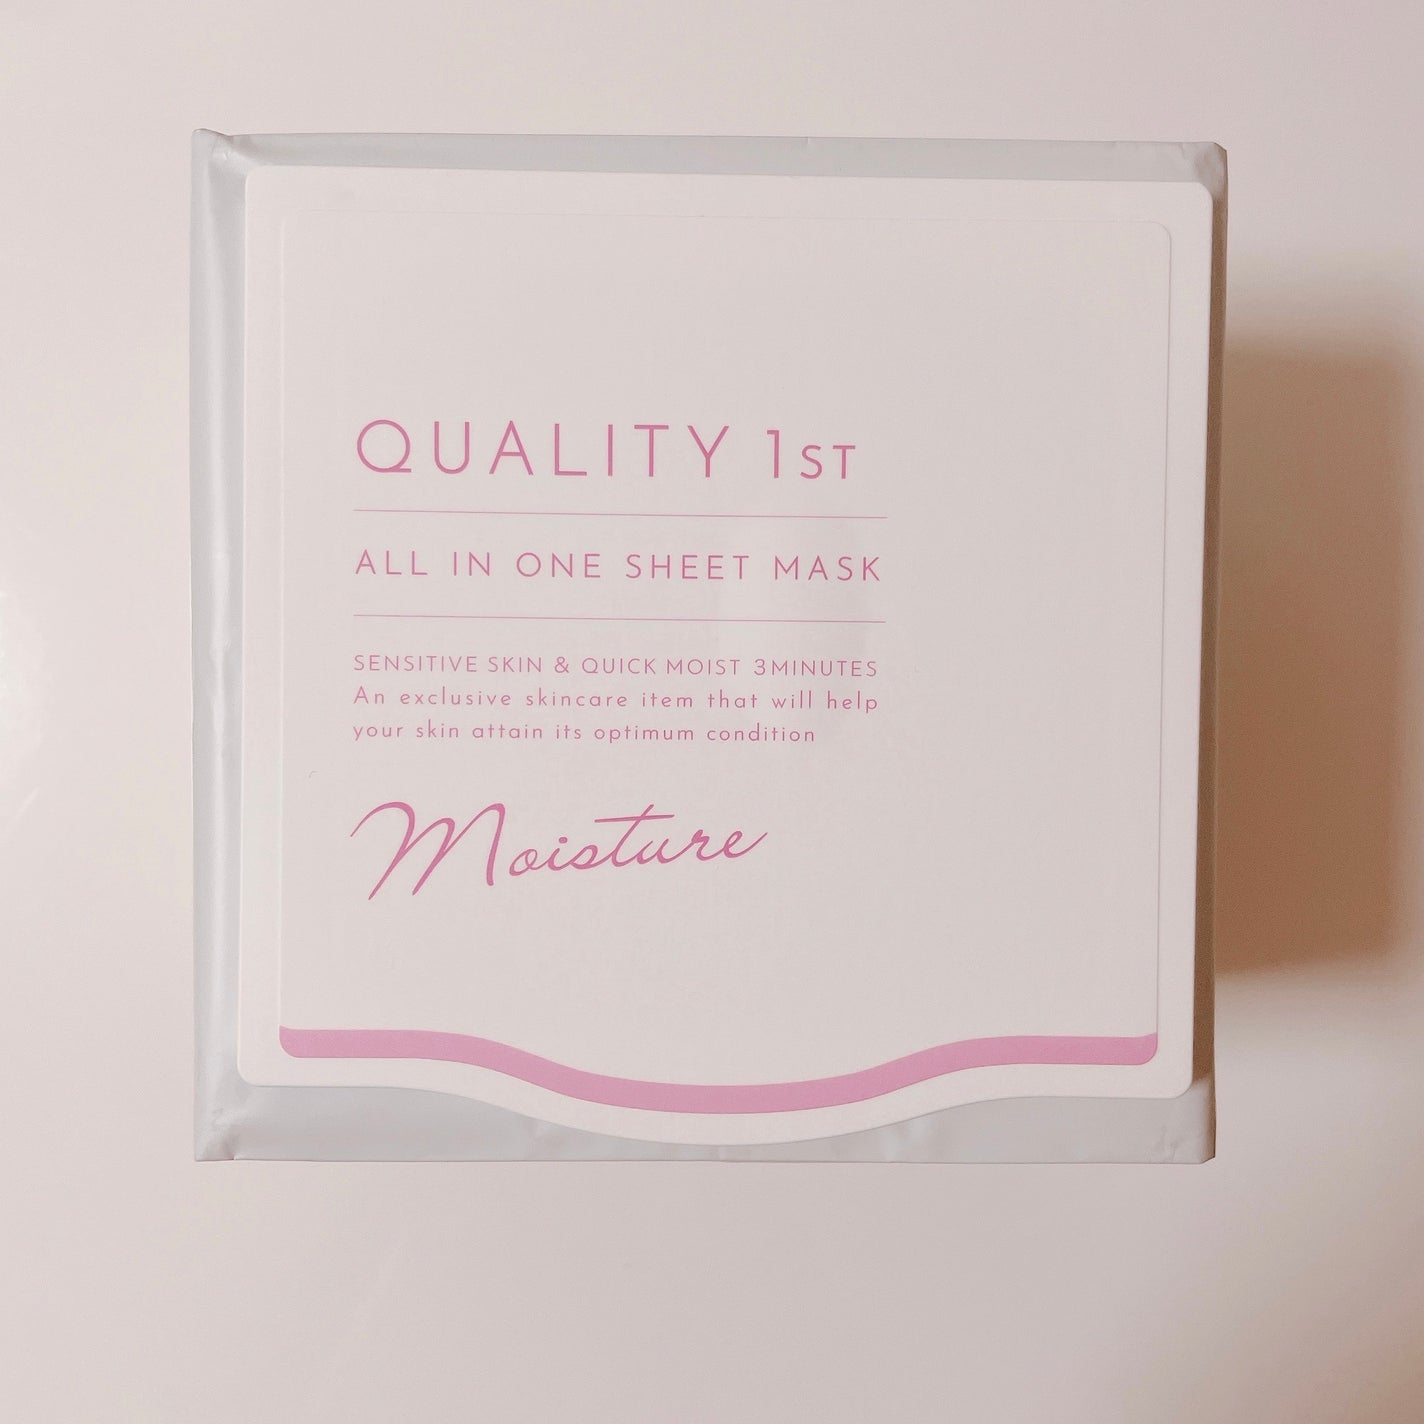 QUALITY 1ST
ALL IN ONE SHEET MASK
SENSITIVE SKIN & QUICK MOIST 3MINUTES
An exclusive skincare item that will help
your skin attain its optimum condition
Moisture